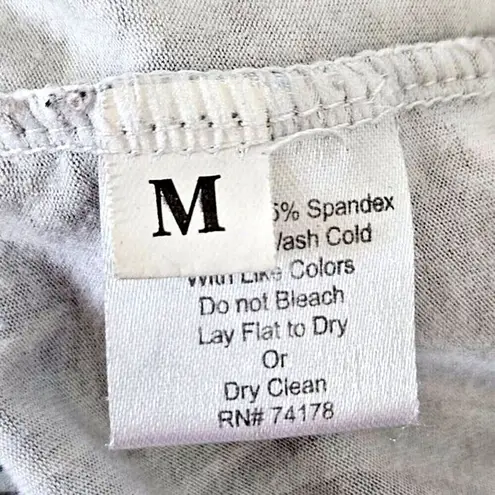 M
5% Spandex
Wash Cold
With Like Colors
Do not Bleach
Lay Flat to Dry
Or
Dry Clean
RN# 74178